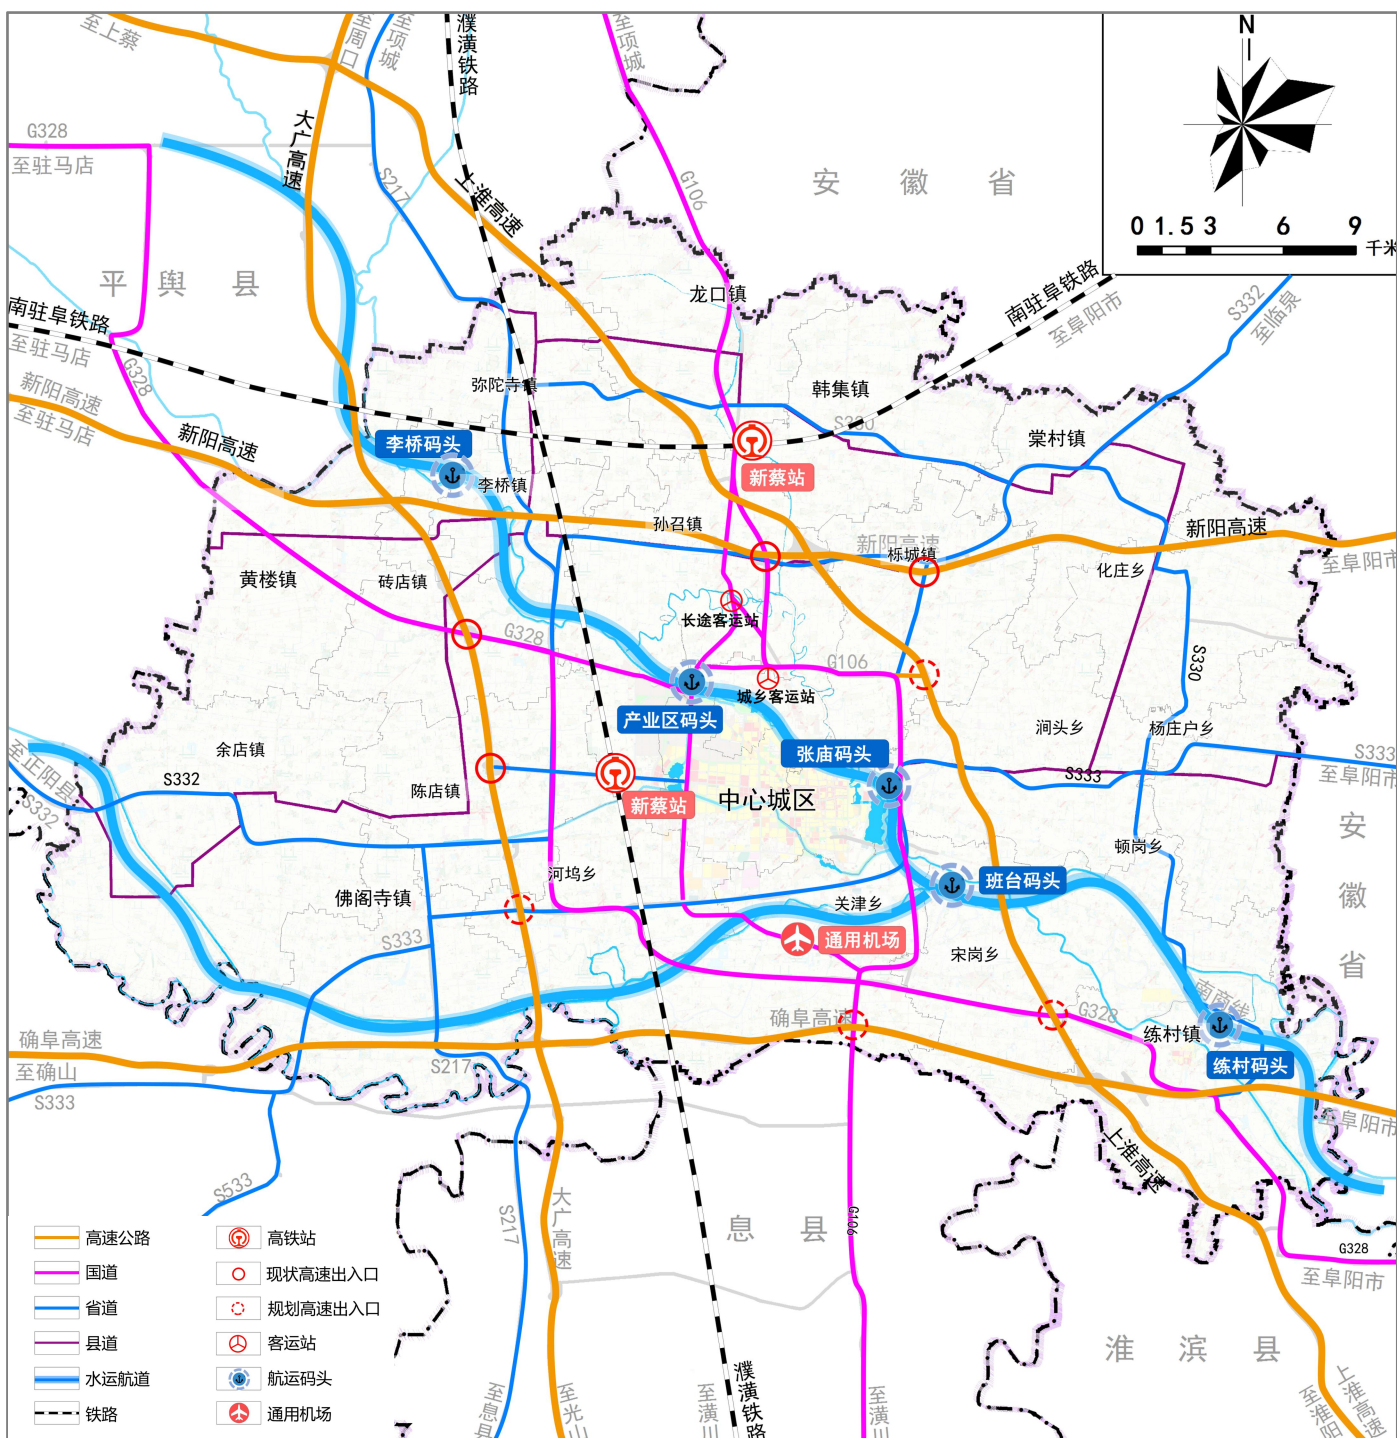 至上蔡
至周口
至项城
濮潢铁路
至项城
N
G328
至驻马店
大广高速
S217
上淮高速
G106
安徽省
0 1.5 3 6 9
千米
平舆县
南驻阜铁路
至驻马店
G328
龙口镇
南驻阜铁路
至阜阳市
S332
至临泉
新阳高速
至驻马店
新阳高速
弥陀寺镇
韩集镇
S330
棠村镇
李桥码头
李桥镇
新蔡站
孙召镇
新阳高速
栎城镇
新阳高速
至阜阳市
化庄乡
黄楼镇
砖店镇
长途客运站
G328
G106
城乡客运站
S330
产业区码头
张庙码头
涧头乡
杨庄户乡
余店镇
至正阳县
S332
S332
陈店镇
新蔡站
中心城区
S333
S333
至阜阳市
安徽省
顿岗乡
河坞乡
佛阁寺镇
班台码头
关津乡
通用机场
S333
宋岗乡
南商线
G328
练村镇
练村码头
确阜高速
确阜高速
至确山
S333
S217
至阜阳市
上淮高速
S533
S217
大广高速
息县
G106
G328
至阜阳市
淮滨县
高速公路
国道
省道
县道
水运航道
铁路
高铁站
现状高速出入口
规划高速出入口
客运站
航运码头
通用机场
至息县
至光山
至潢川
濮潢铁路
至潢川
至淮阳
上淮高速